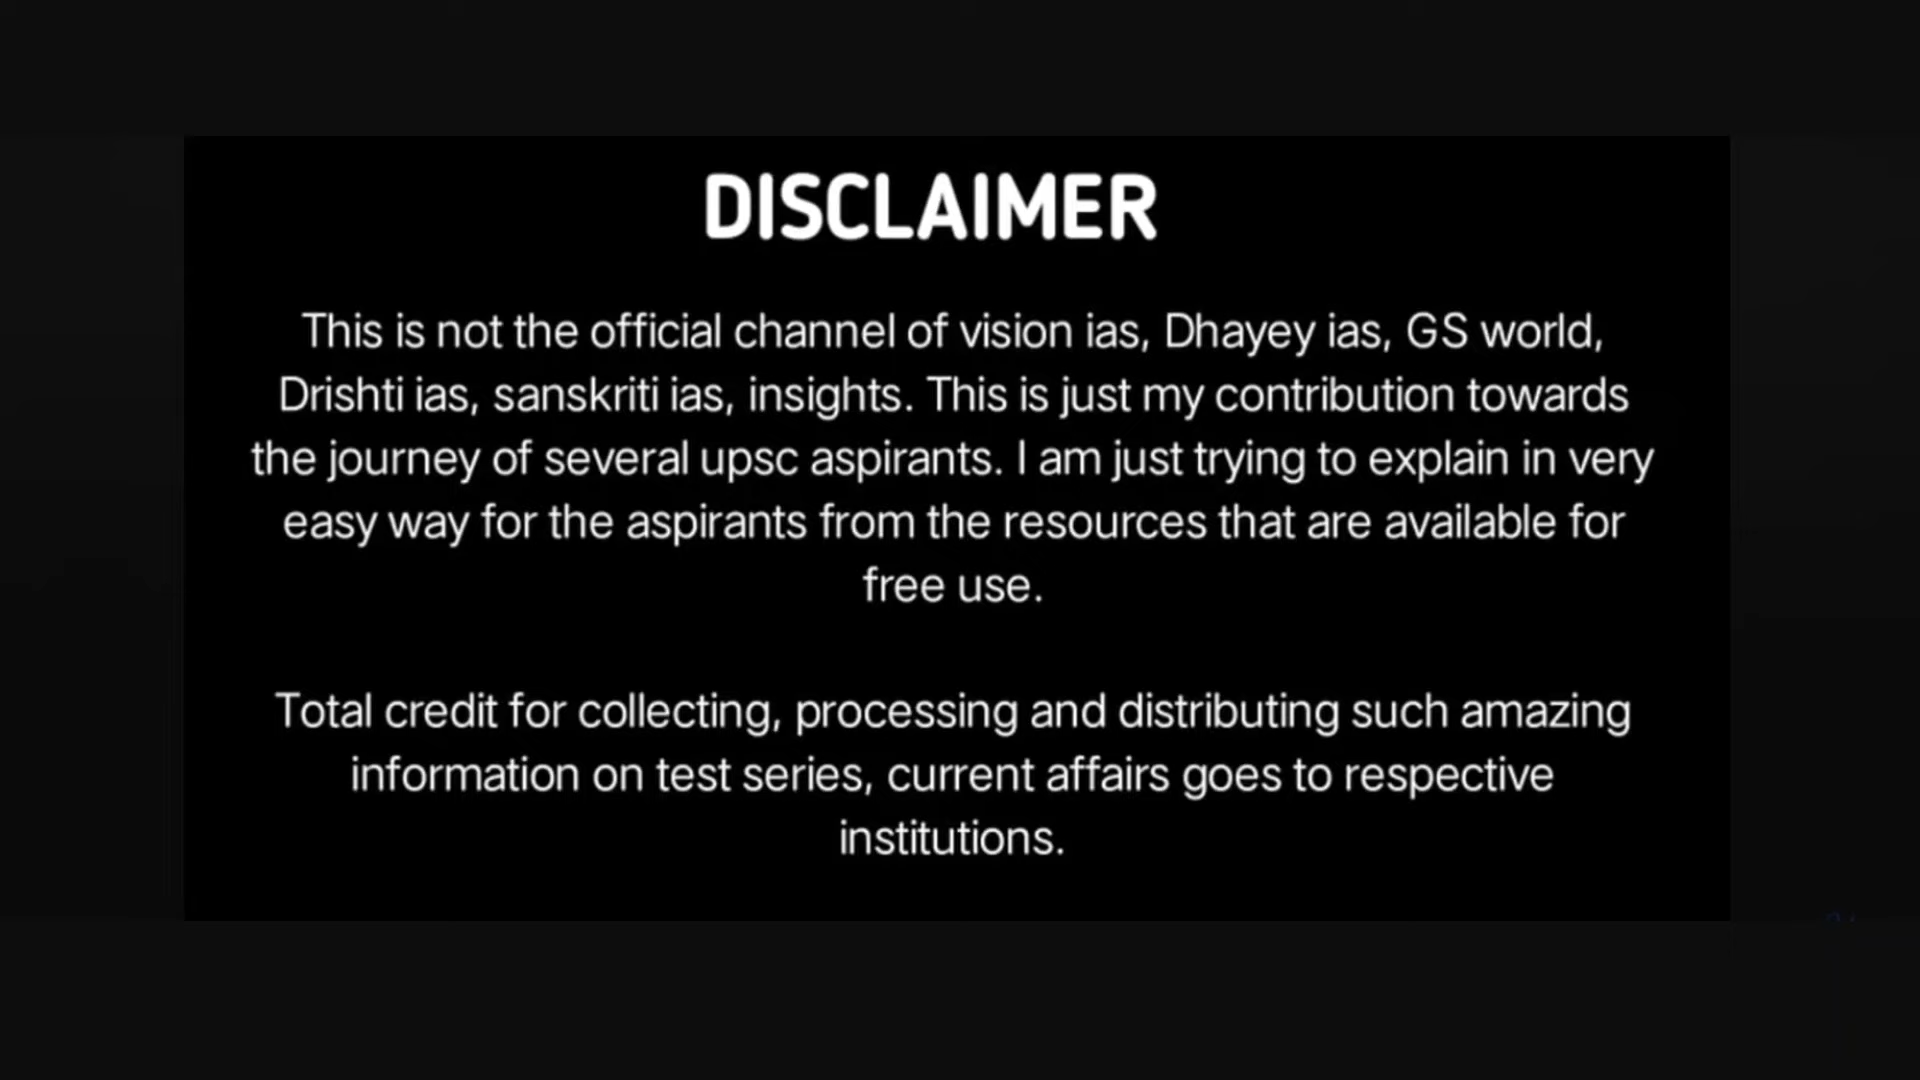 DISCLAIMER
This is not the official channel of vision ias, Dhayey ias, GS world,
Drishti ias, sanskriti ias, insights. This is just my contribution towards
the journey of several upsc aspirants. I am just trying to explain in very
easy way for the aspirants from the resources that are available for
free use.
Total credit for collecting, processing and distributing such amazing
information on test series, current affairs goes to respective
institutions.